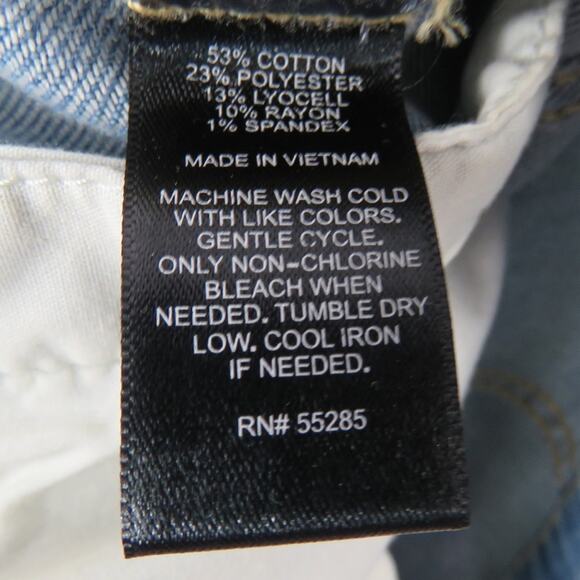 53% COTTON
23% POLYESTER
13% LYOCELL
10% RAYON
1% SPANDEX
MADE IN VIETNAM
MACHINE WASH COLD
WITH LIKE COLORS.
GENTLE CYCLE.
ONLY NON-CHLORINE
BLEACH WHEN
NEEDED. TUMBLE DRY
LOW. COOL IRON
IF NEEDED.
RN# 55285